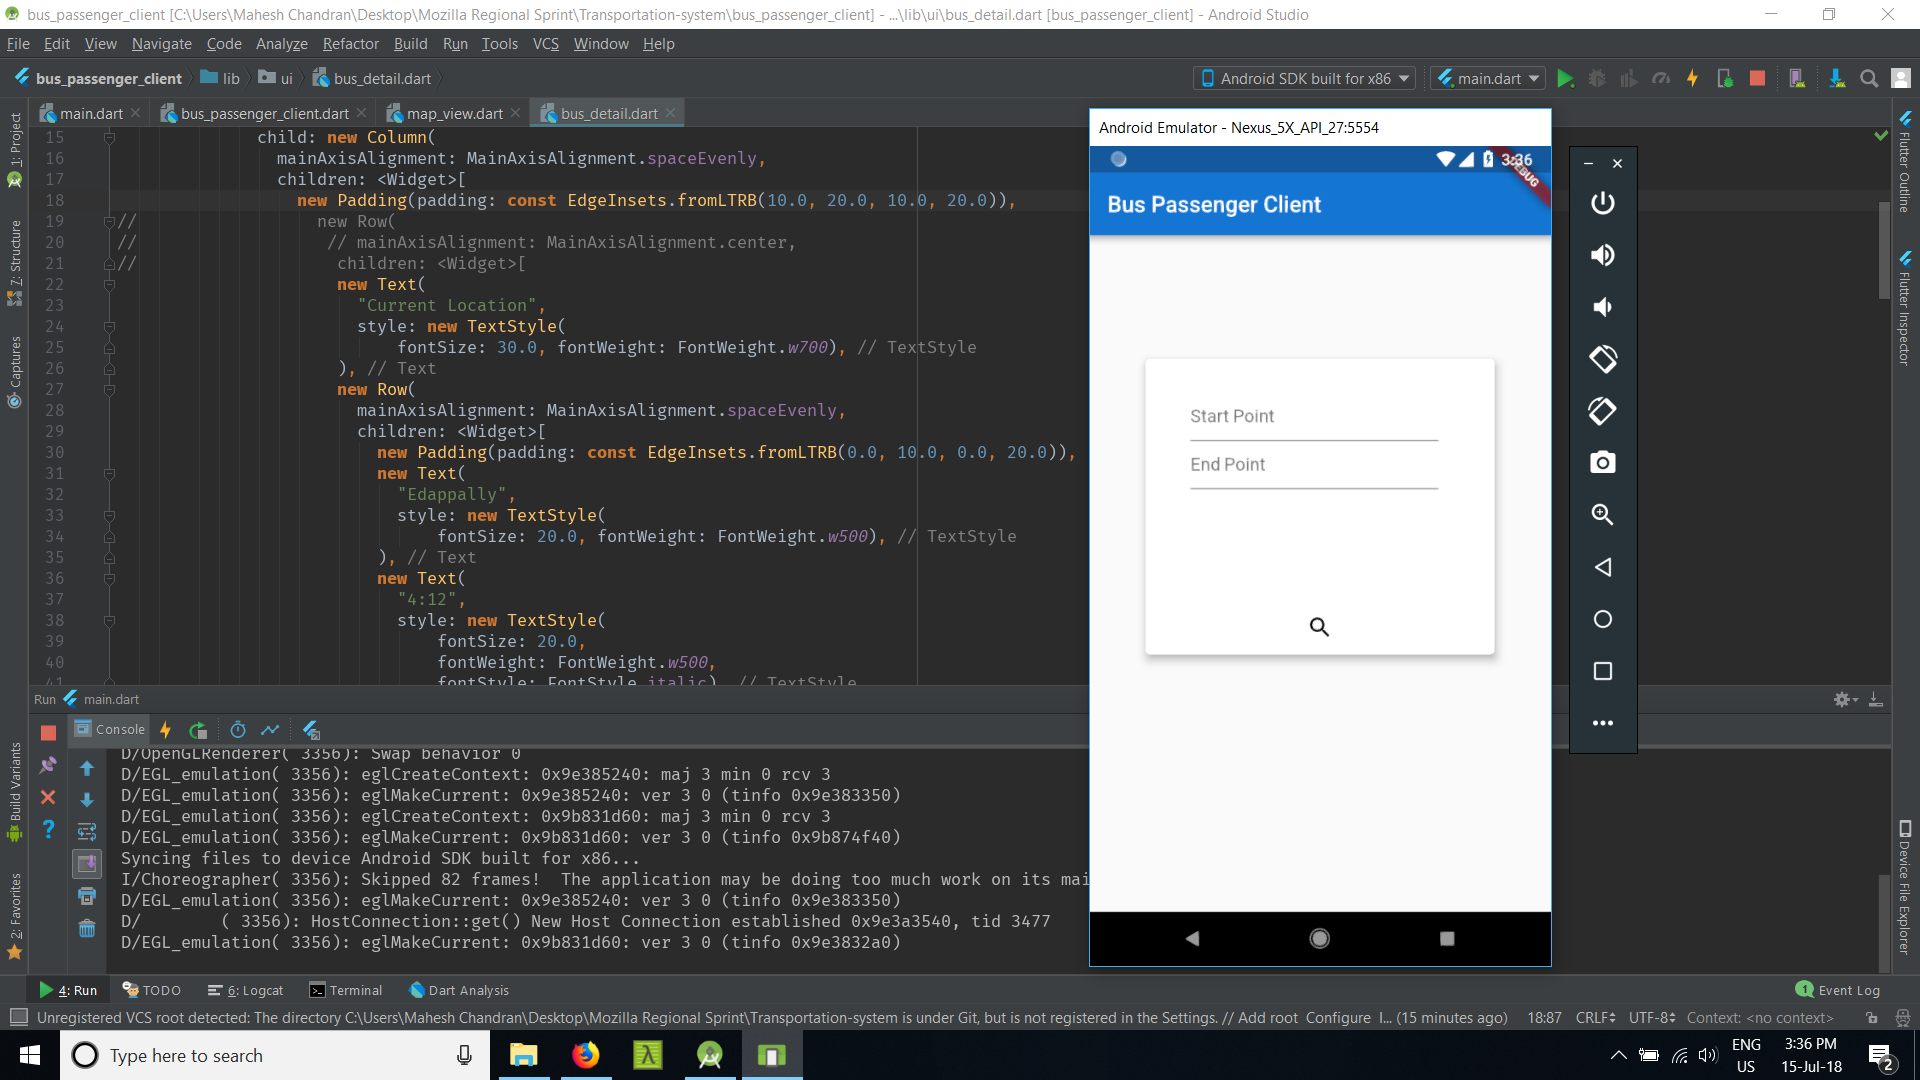 bus_passenger_client [C:\Users\Mahesh Chandran\Desktop\Mozilla Regional Sprint\Transportation-system\bus_passenger_client] - ...\lib\ui\bus_detail.dart [bus_passenger_client] - Android Studio
File Edit View Navigate Code Analyze Refactor Build Run Tools VCS Window Help
bus_passenger_client lib ui bus_detail.dart Android SDK built for x86 main.dart
main.dart bus_passenger_client.dart map_view.dart bus_detail.dart
1: Project
7: Structure
Captures
Build Variants
2: Favorites
15 child: new Column(
16 mainAxisAlignment: MainAxisAlignment.spaceEvenly,
17 children: <Widget>[
18 new Padding(padding: const EdgeInsets.fromLTRB(10.0, 20.0, 10.0, 20.0)),
19 // new Row(
20 // // mainAxisAlignment: MainAxisAlignment.center,
21 // children: <Widget>[
22 new Text(
23 "Current Location",
24 style: new TextStyle(
25 fontSize: 30.0, fontWeight: FontWeight.w700), // TextStyle
26 ), // Text
27 new Row(
28 mainAxisAlignment: MainAxisAlignment.spaceEvenly,
29 children: <Widget>[
30 new Padding(padding: const EdgeInsets.fromLTRB(0.0, 10.0, 0.0, 20.0)),
31 new Text(
32 "Edappally",
33 style: new TextStyle(
34 fontSize: 20.0, fontWeight: FontWeight.w500), // TextStyle
35 ), // Text
36 new Text(
37 "4:12",
38 style: new TextStyle(
39 fontSize: 20.0,
40 fontWeight: FontWeight.w500,
41 fontStyle: FontStyle.italic), // TextStyle
Android Emulator - Nexus_5X_API_27:5554
3:36
DEBUG
Bus Passenger Client
Start Point
End Point
Flutter Outline
Flutter Inspector
Device File Explorer
Run main.dart
Console
D/OpenGLRenderer( 3356): Swap behavior 0
D/EGL_emulation( 3356): eglCreateContext: 0x9e385240: maj 3 min 0 rcv 3
D/EGL_emulation( 3356): eglMakeCurrent: 0x9e385240: ver 3 0 (tinfo 0x9e383350)
D/EGL_emulation( 3356): eglCreateContext: 0x9b831d60: maj 3 min 0 rcv 3
D/EGL_emulation( 3356): eglMakeCurrent: 0x9b831d60: ver 3 0 (tinfo 0x9b874f40)
Syncing files to device Android SDK built for x86...
I/Choreographer( 3356): Skipped 82 frames!  The application may be doing too much work on its mai
D/EGL_emulation( 3356): eglMakeCurrent: 0x9e385240: ver 3 0 (tinfo 0x9e383350)
D/        ( 3356): HostConnection::get() New Host Connection established 0x9e3a3540, tid 3477
D/EGL_emulation( 3356): eglMakeCurrent: 0x9b831d60: ver 3 0 (tinfo 0x9e3832a0)
4: Run TODO 6: Logcat Terminal Dart Analysis 1 Event Log
Unregistered VCS root detected: The directory C:\Users\Mahesh Chandran\Desktop\Mozilla Regional Sprint\Transportation-system is under Git, but is not registered in the Settings. // Add root Configure I... (15 minutes ago) 18:87 CRLF UTF-8 Context: <no context>
Type here to search
ENG
US
3:36 PM
15-Jul-18
2